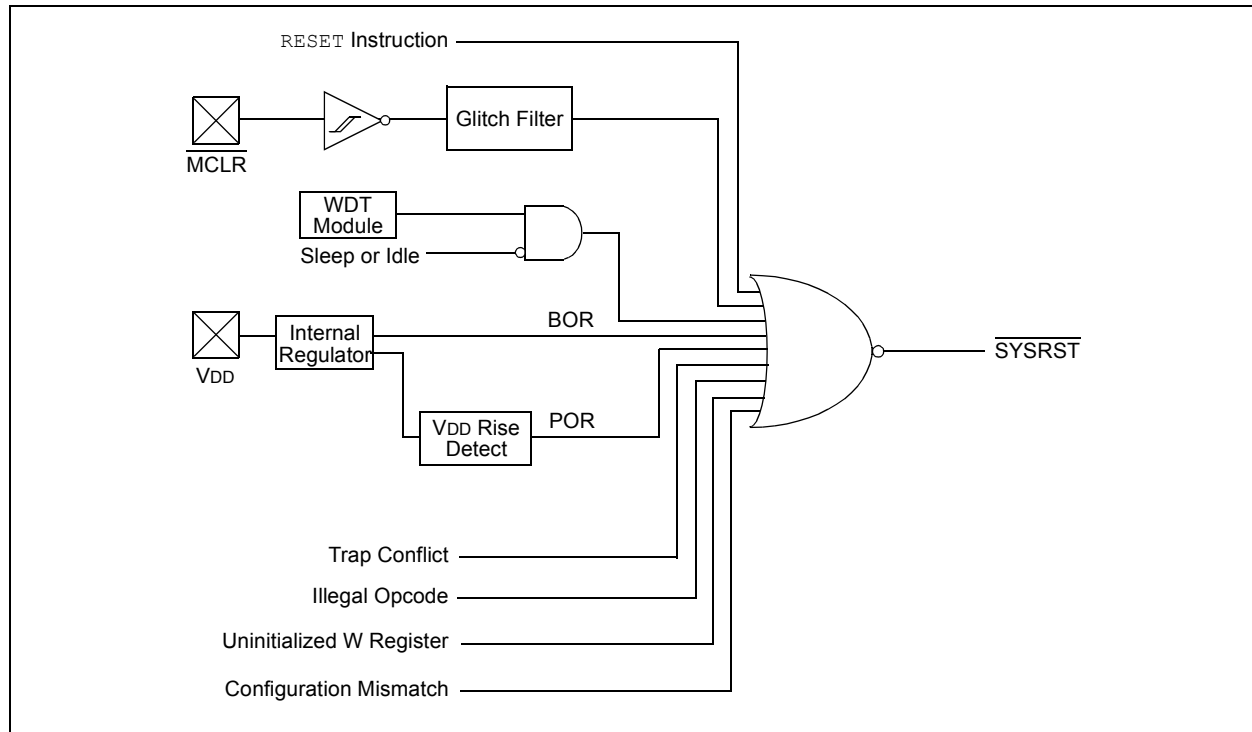 RESET Instruction
MCLR
Glitch Filter
WDT
Module
Sleep or Idle
VDD
Internal
Regulator
BOR
VDD Rise
Detect
POR
SYSRST
Trap Conflict
Illegal Opcode
Uninitialized W Register
Configuration Mismatch